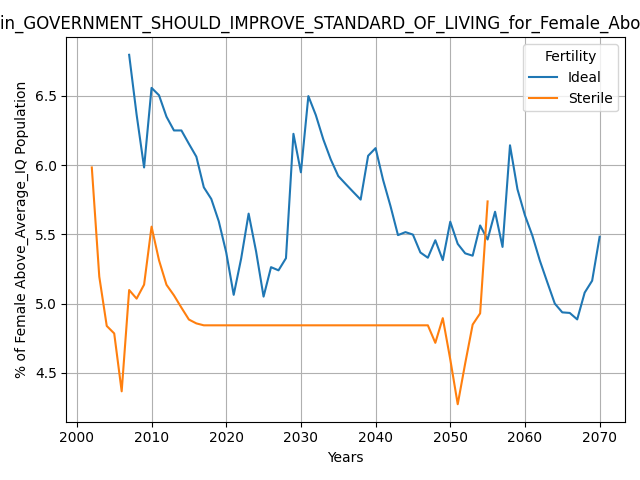 in_GOVERNMENT_SHOULD_IMPROVE_STANDARD_OF_LIVING_for_Female_Abo
Fertility
Ideal
Sterile
% of Female Above_Average_IQ Population
6.5
6.0
5.5
5.0
4.5
2000 2010 2020 2030 2040 2050 2060 2070
Years